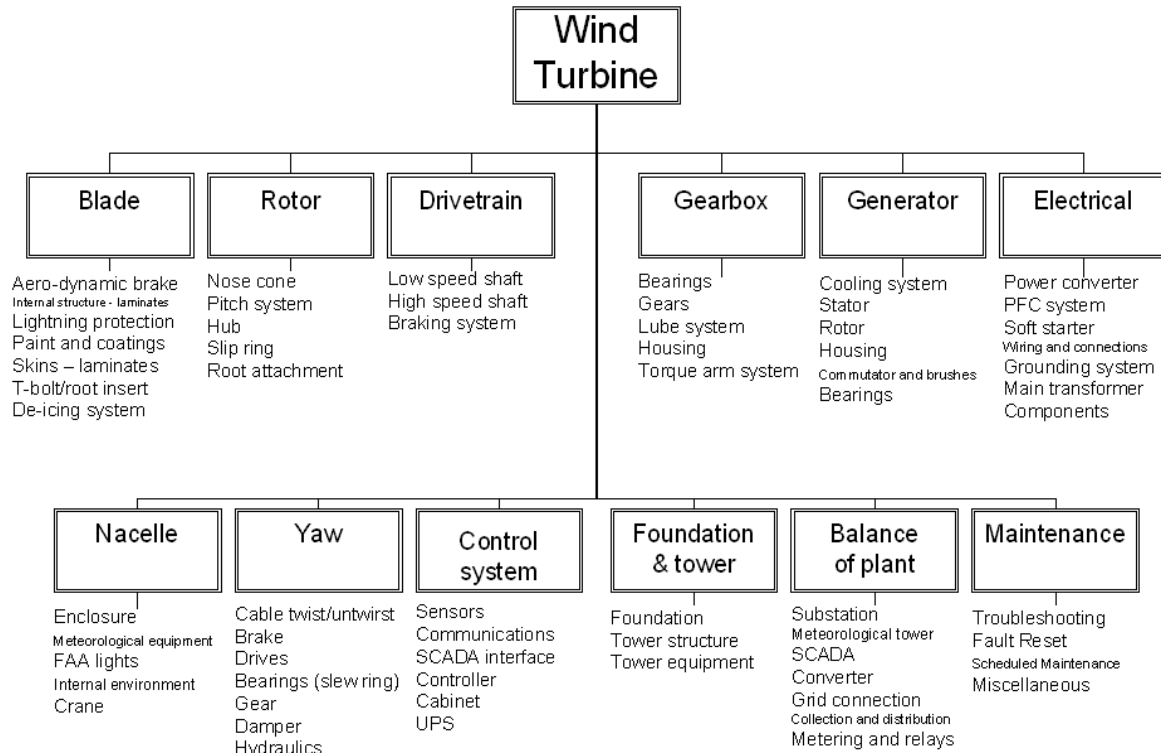 Wind
Turbine
Blade
Aero-dynamic brake
Internal structure - laminates
Lightning protection
Paint and coatings
Skins – laminates
T-bolt/root insert
De-icing system
Rotor
Nose cone
Pitch system
Hub
Slip ring
Root attachment
Drivetrain
Low speed shaft
High speed shaft
Braking system
Gearbox
Bearings
Gears
Lube system
Housing
Torque arm system
Generator
Cooling system
Stator
Rotor
Housing
Commutator and brushes
Bearings
Electrical
Power converter
PFC system
Soft starter
Wiring and connections
Grounding system
Main transformer
Components
Nacelle
Enclosure
Meteorological equipment
FAA lights
Internal environment
Crane
Yaw
Cable twist/untwirst
Brake
Drives
Bearings (slew ring)
Gear
Damper
Hydraulics
Control
system
Sensors
Communications
SCADA interface
Controller
Cabinet
UPS
Foundation
& tower
Foundation
Tower structure
Tower equipment
Balance
of plant
Substation
Meteorological tower
SCADA
Converter
Grid connection
Collection and distribution
Metering and relays
Maintenance
Troubleshooting
Fault Reset
Scheduled Maintenance
Miscellaneous